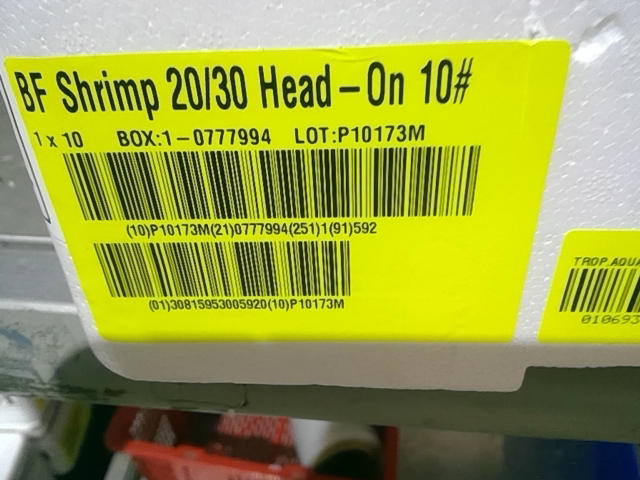 BF Shrimp 20/30 Head-On 10#
1 x 10 BOX:1-0777994 LOT:P10173M
(10)P10173M(21)0777994(251)1(91)592
(01)30815953005920(10)P10173M
TROP.AQUA
010693